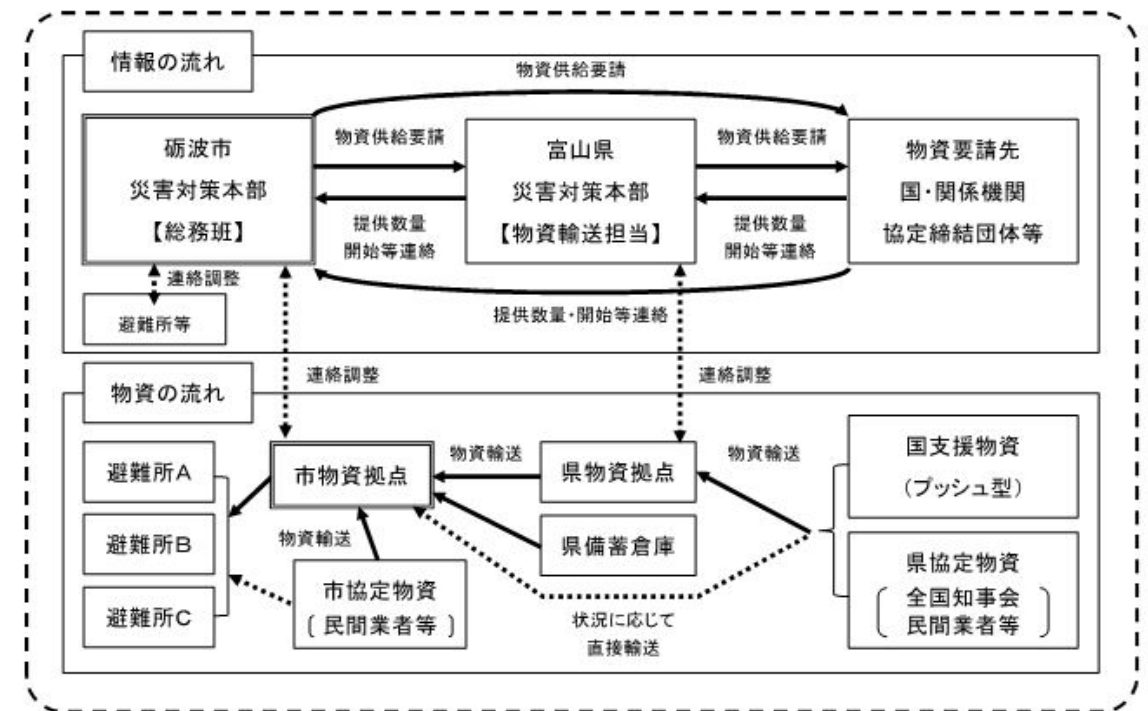 情報の流れ
物資供給要請
砺波市
災害対策本部
【総務班】
物資供給要請
提供数量
開始等連絡
富山県
災害対策本部
【物資輸送担当】
物資供給要請
提供数量
開始等連絡
物資要請先
国・関係機関
協定締結団体等
連絡調整
避難所等
提供数量・開始等連絡
連絡調整
連絡調整
物資の流れ
避難所A
避難所B
避難所C
市物資拠点
物資輸送
県物資拠点
物資輸送
国支援物資
(プッシュ型)
物資輸送
県備蓄倉庫
市協定物資
〔民間業者等〕
状況に応じて
直接輸送
県協定物資
全国知事会
民間業者等